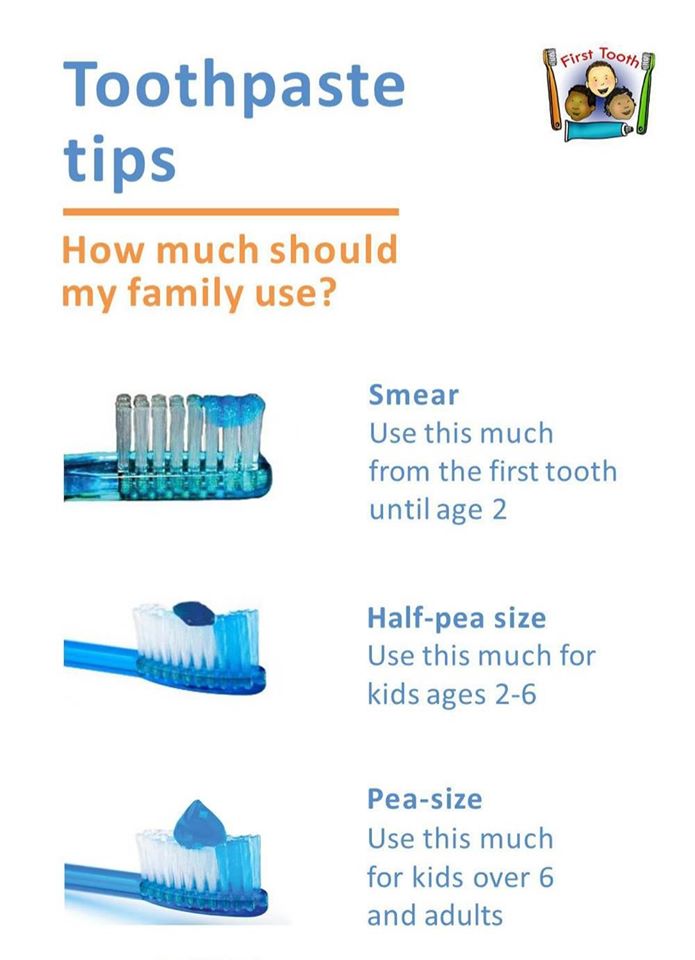 Toothpaste
tips
First Tooth
How much should
my family use?
Smear
Use this much
from the first tooth
until age 2
Half-pea size
Use this much for
kids ages 2-6
Pea-size
Use this much
for kids over 6
and adults